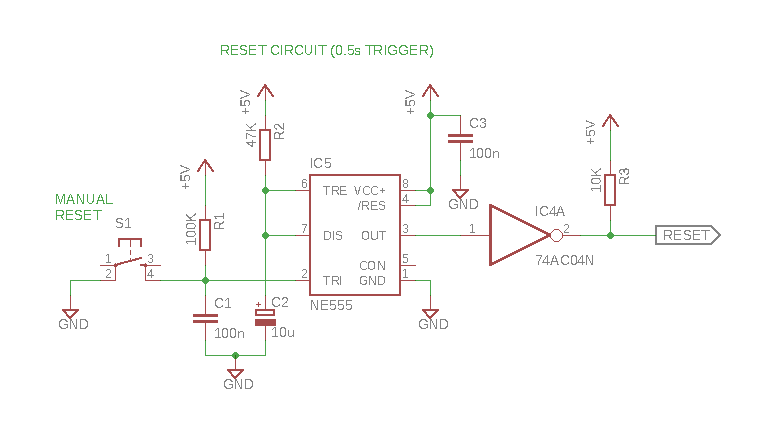 RESET CIRCUIT (0.5s TRIGGER)
+5V
+5V
C3
100n
+5V
47K
R2
IC5
+5V
6
TRE
VCC+
8
/RES
4
GND
10K
R3
MANUAL
RESET
S1
100K
R1
7
DIS
OUT
3
1
IC4A
2
74AC04N
RESET
1
3
2
4
CON
5
2
TRI
GND
1
C1
100n
+
C2
10u
NE555
GND
GND
GND